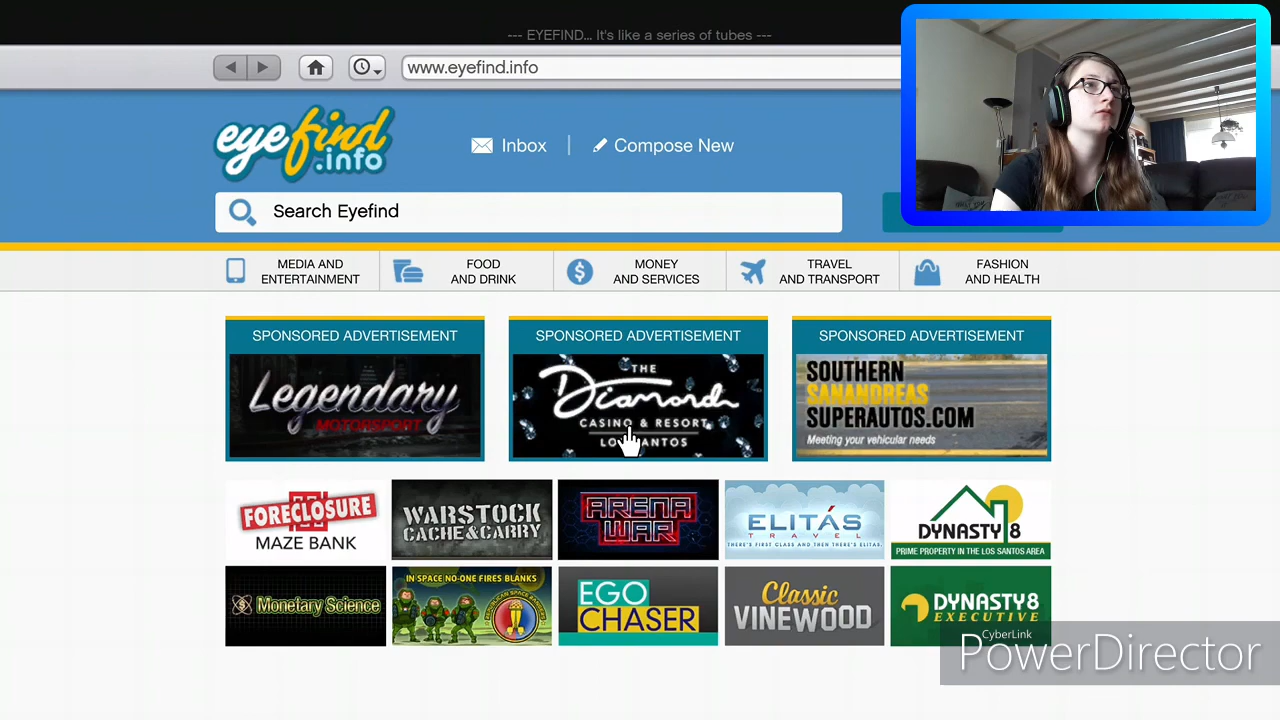 --- EYEFIND... It's like a series of tubes ---
www.eyefind.info
eyefind
.info
Inbox
Compose New
Search Eyefind
MEDIA AND
ENTERTAINMENT
FOOD
AND DRINK
MONEY
AND SERVICES
TRAVEL
AND TRANSPORT
FASHION
AND HEALTH
SPONSORED ADVERTISEMENT
Legendary
MOTORSPORT
SPONSORED ADVERTISEMENT
THE
Diamond
CASINO & RESORT
LOS SANTOS
SPONSORED ADVERTISEMENT
SOUTHERN
SANANDREAS
SUPERAUTOS.COM
Meeting your vehicular needs
FORECLOSURE
MAZE BANK
WARSTOCK
CACHE & CARRY
ARENA
WAR
ELITÁS
TRAVEL
THERE'S FIRST CLASS AND THEN THERE'S ELITAS
DYNASTY 8
PRIME PROPERTY IN THE LOS SANTOS AREA
Monetary Science
IN SPACE NO-ONE FIRES BLANKS
REPUBLICAN SPACE RANGERS
EGO
CHASER
Classic
VINEWOOD
DYNASTY 8
EXECUTIVE
CyberLink
PowerDirector